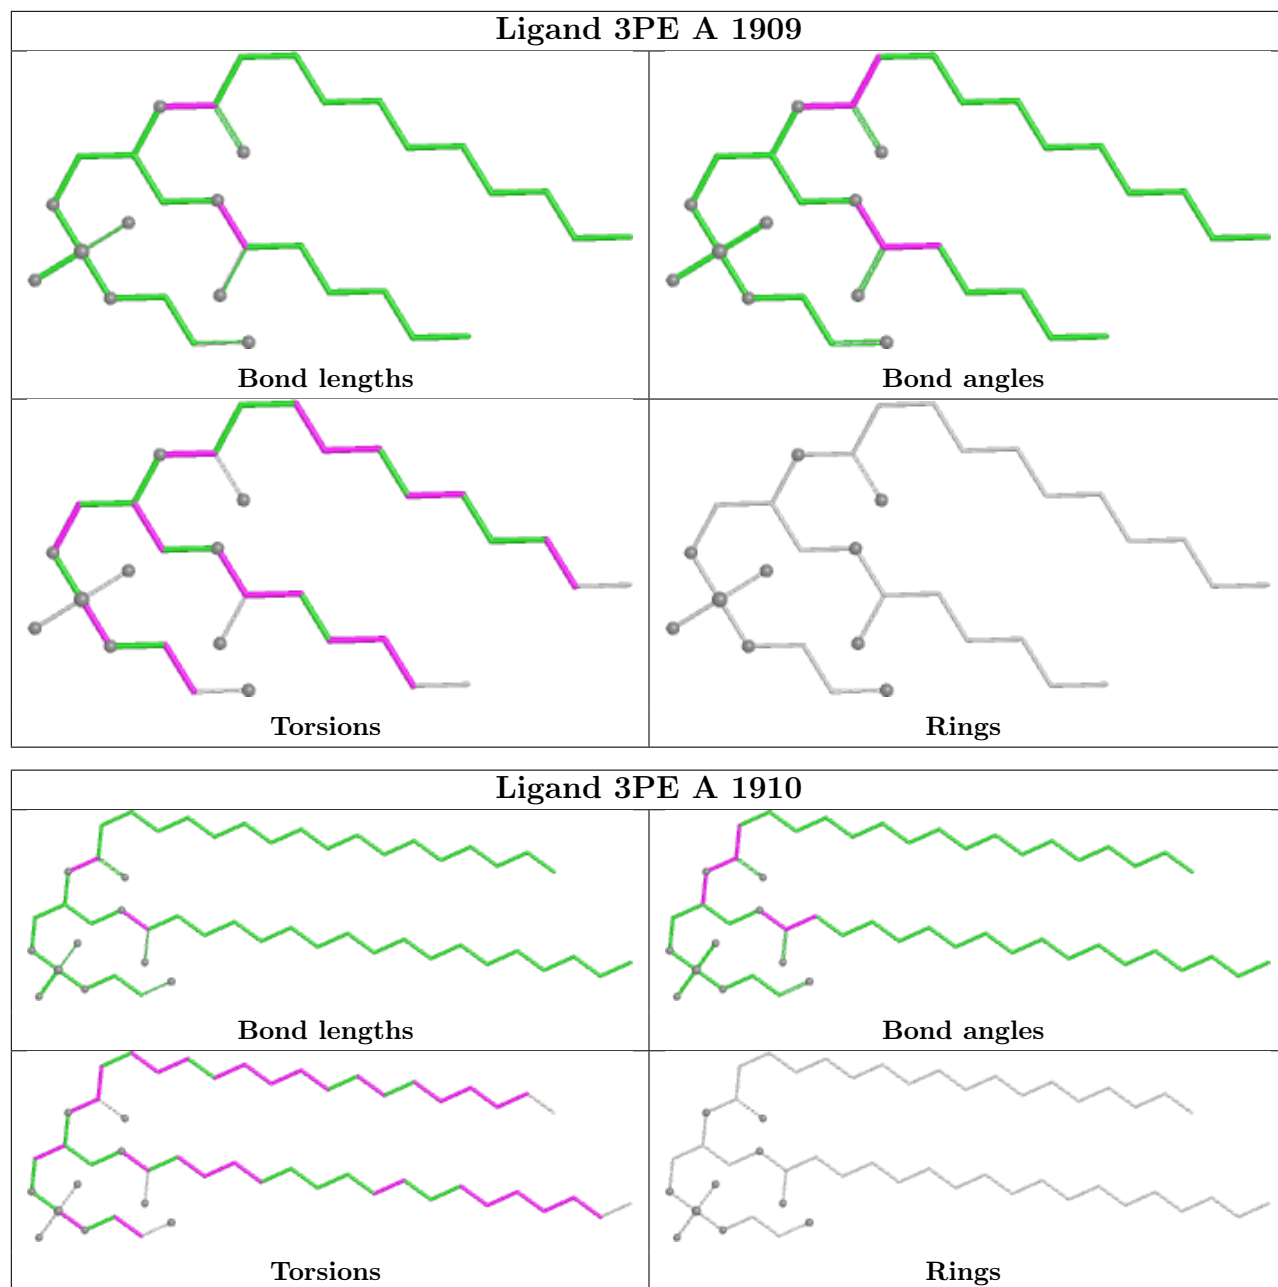 Ligand 3PE A 1909
Bond lengths
Bond angles
Torsions
Rings
Ligand 3PE A 1910
Bond lengths
Bond angles
Torsions
Rings